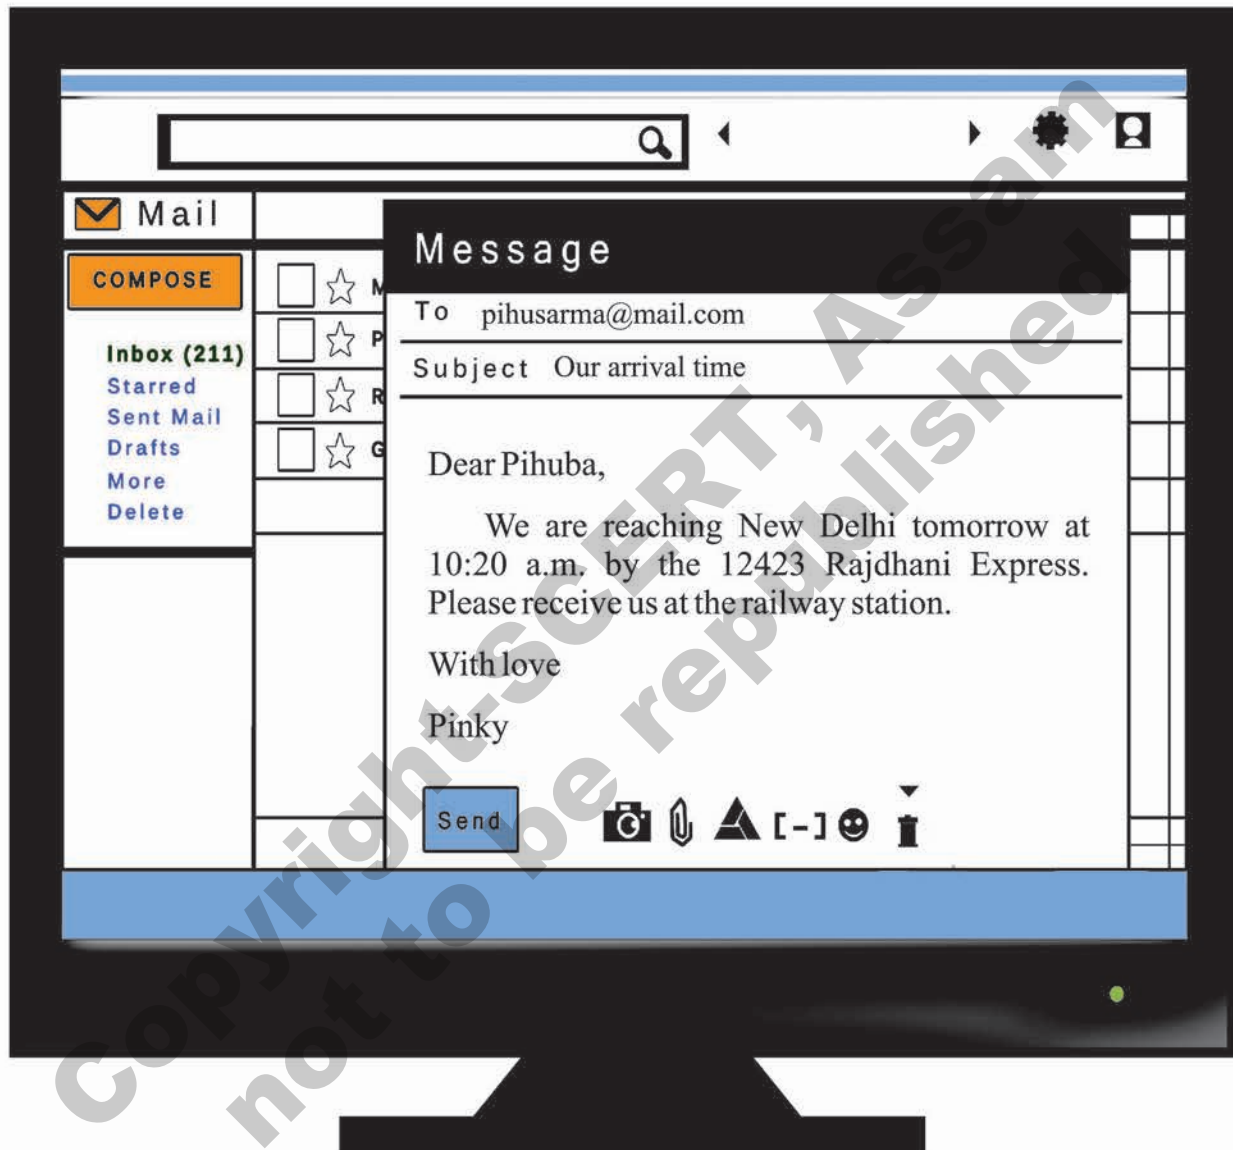 Mail
COMPOSE
Inbox (211)
Starred
Sent Mail
Drafts
More
Delete
M
P
R
G
Message
To pihusarma@mail.com
Subject Our arrival time
Dear Pihuba,
We are reaching New Delhi tomorrow at
10:20 a.m. by the 12423 Rajdhani Express.
Please receive us at the railway station.
With love
Pinky
Send
[-]
Copyright-SCERT, Assam
not to be republished